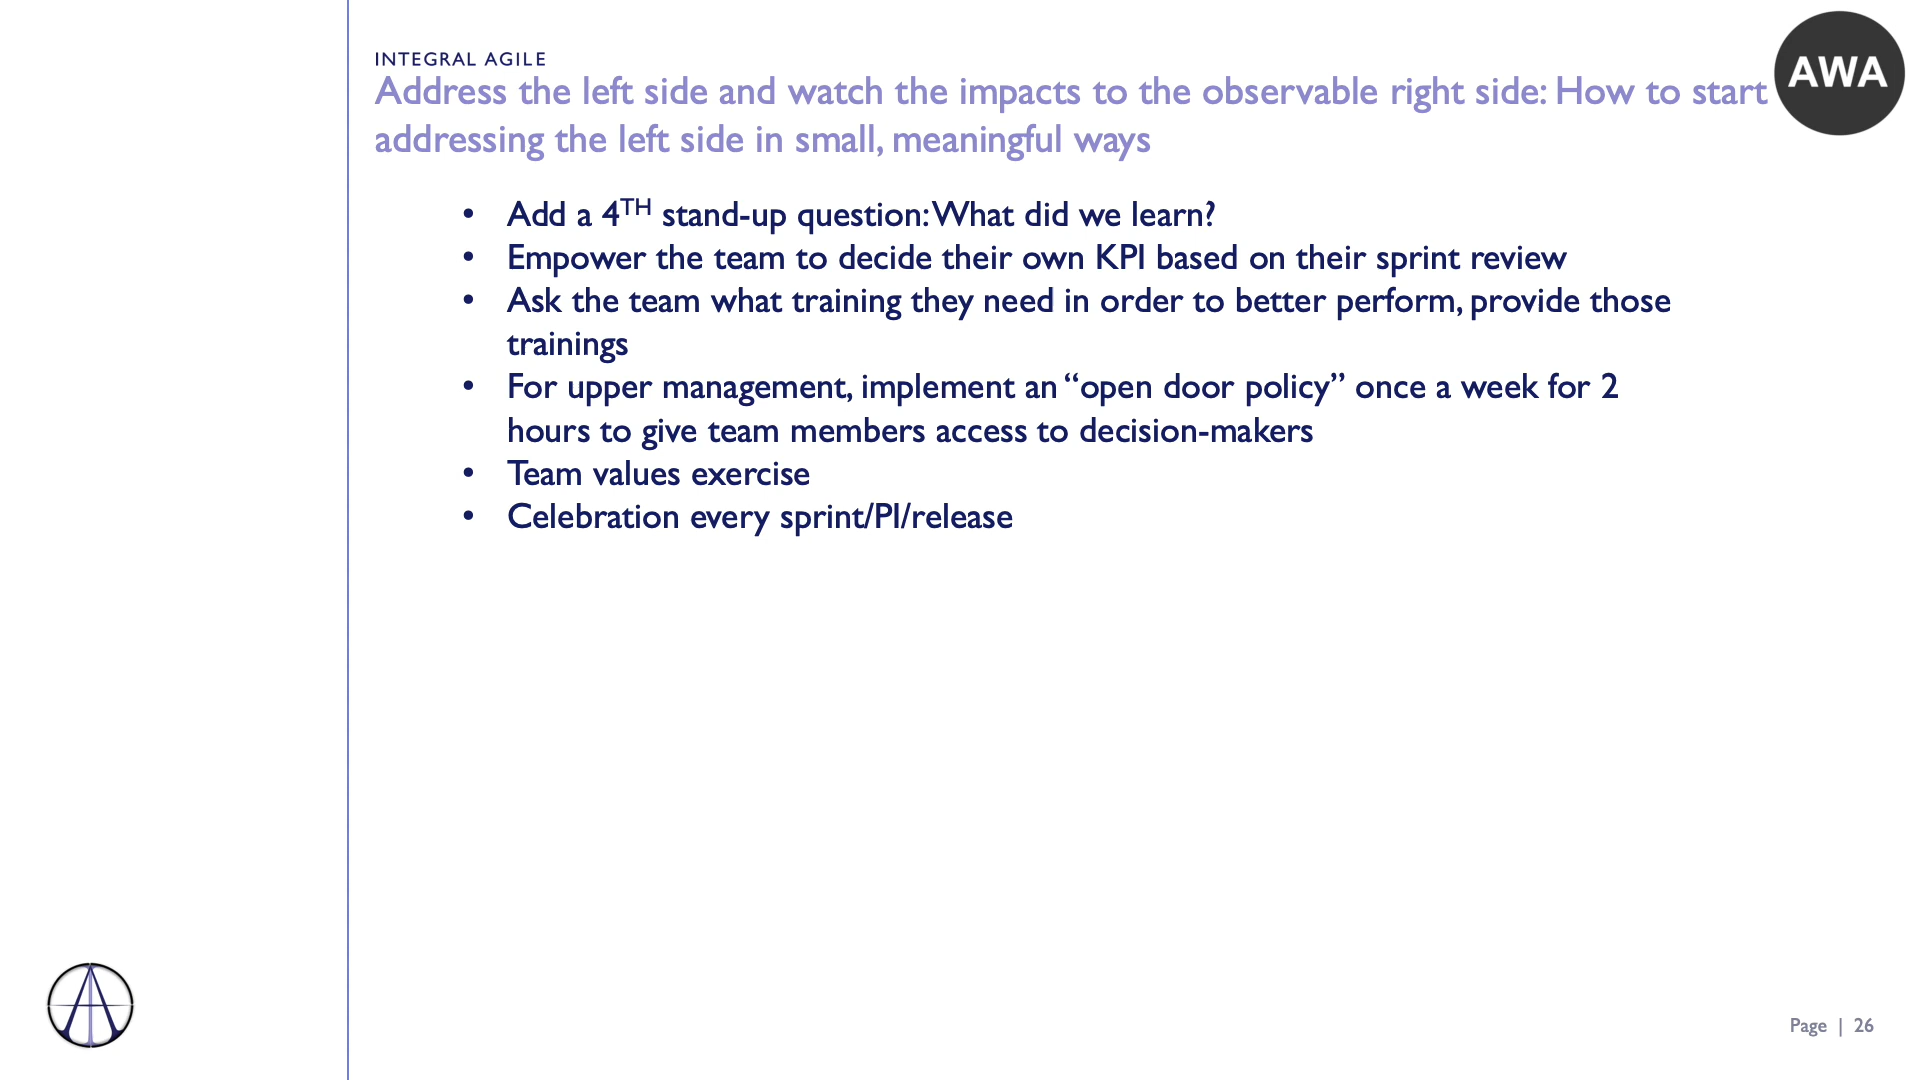 INTEGRAL AGILE
Address the left side and watch the impacts to the observable right side: How to start
addressing the left side in small, meaningful ways
AWA
• Add a 4TH stand-up question: What did we learn?
• Empower the team to decide their own KPI based on their sprint review
• Ask the team what training they need in order to better perform, provide those
trainings
• For upper management, implement an “open door policy” once a week for 2
hours to give team members access to decision-makers
• Team values exercise
• Celebration every sprint/PI/release
Page | 26